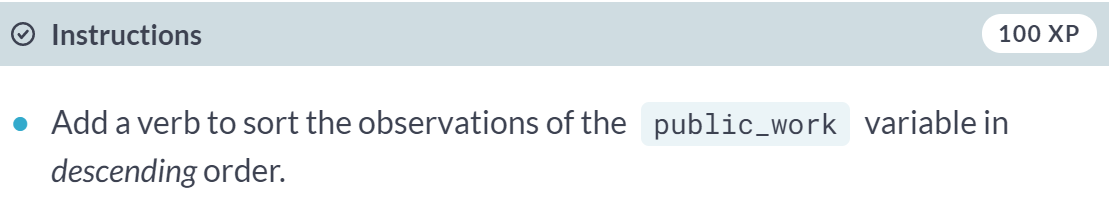 Instructions 100 XP
Add a verb to sort the observations of the public_work variable in
descending order.